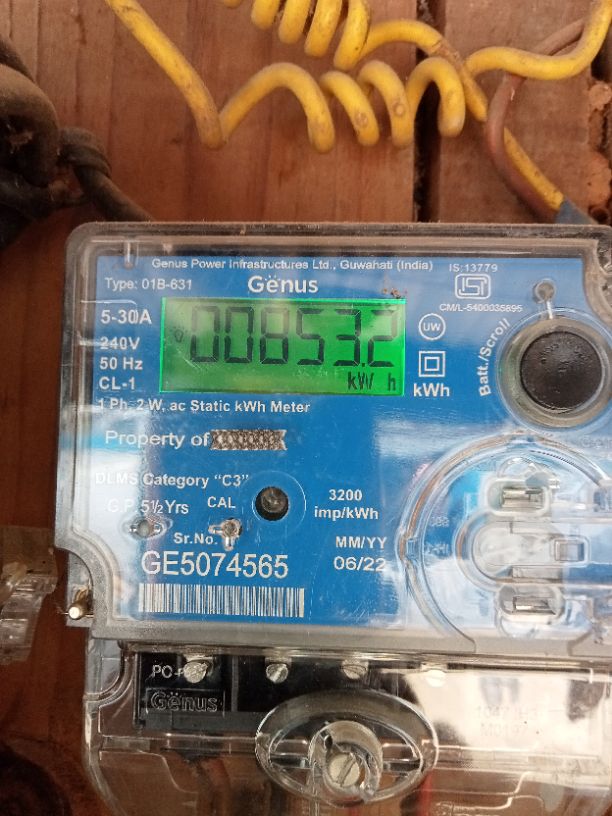 Genus Power Infrastructures Ltd., Guwahati (India)
IS:13779
Type: 01B-631
Genus
CM/L-5400035895
5-30A
240V
50 Hz
CL-1
00853.2
kW h
UW
kWh
Batt./Scroll
1 Ph, 2 W, ac Static kWh Meter
Property of
DLMS Category "C3"
G.P. 5½ Yrs
CAL
3200
imp/kWh
Sr.No.
MM/YY
GE5074565
06/22
Genus